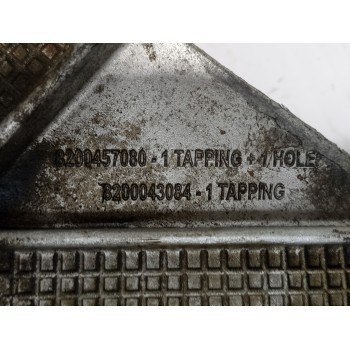 8200457080 - 1 TAPPING + 1 HOLE
8200043084 - 1 TAPPING